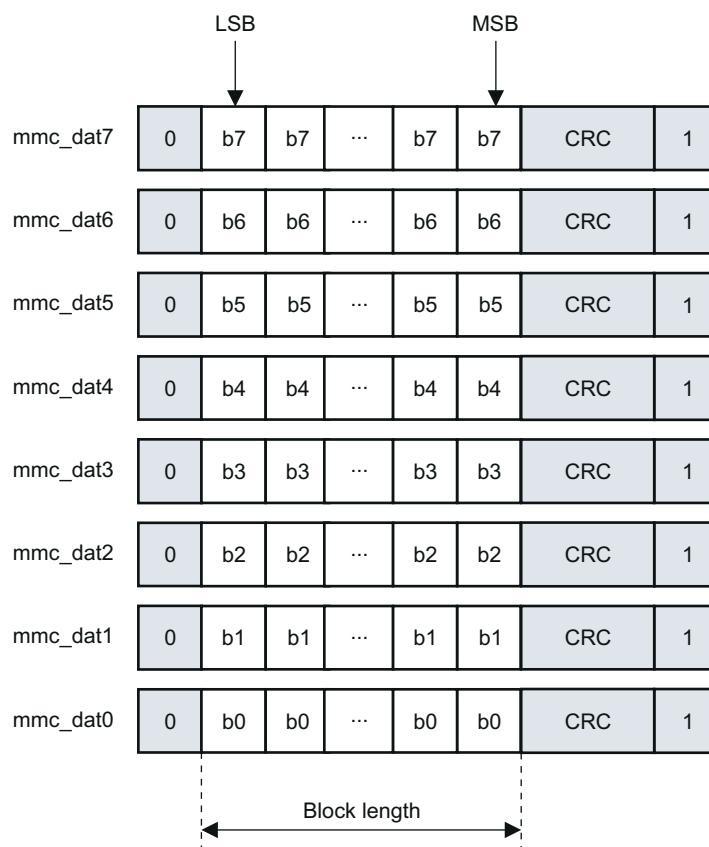 LSB MSB
mmc_dat7 0 b7 b7 ... b7 b7 CRC 1
mmc_dat6 0 b6 b6 ... b6 b6 CRC 1
mmc_dat5 0 b5 b5 ... b5 b5 CRC 1
mmc_dat4 0 b4 b4 ... b4 b4 CRC 1
mmc_dat3 0 b3 b3 ... b3 b3 CRC 1
mmc_dat2 0 b2 b2 ... b2 b2 CRC 1
mmc_dat1 0 b1 b1 ... b1 b1 CRC 1
mmc_dat0 0 b0 b0 ... b0 b0 CRC 1
Block length